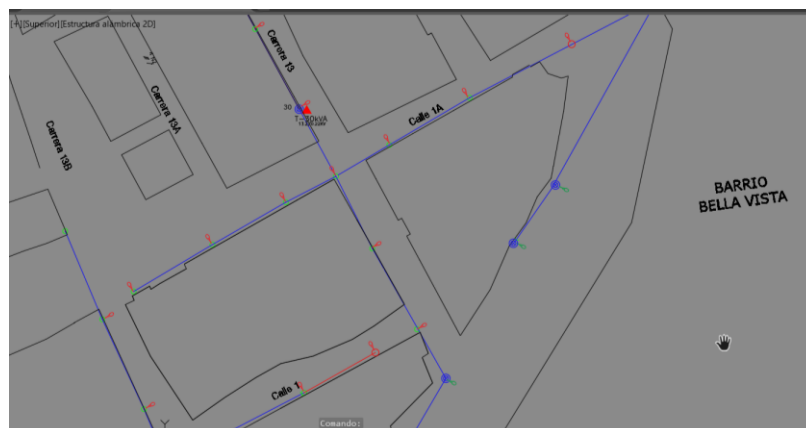 [+][Superior][Estructura alámbrica 2D]
Carrera 13
Carrera 13A
Carrera 13B
30
T-30kVA
Calle 1A
BARRIO
BELLA VISTA
Calle 1
Y
Comando: